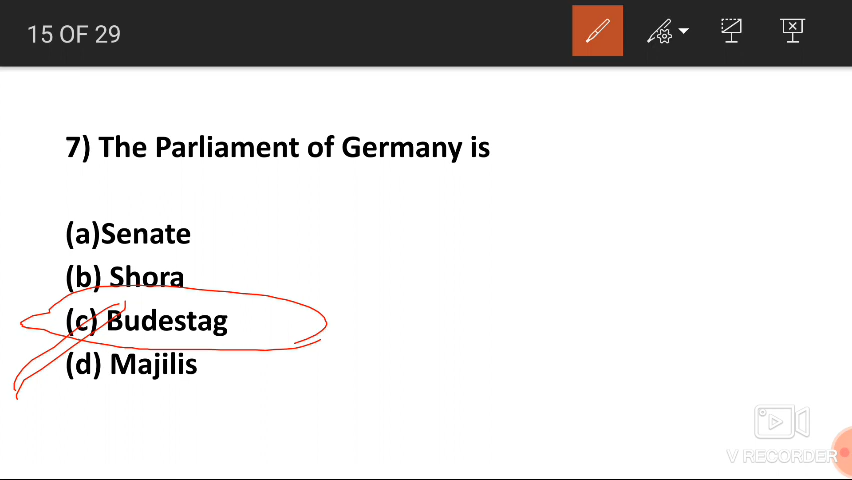 15 OF 29
7) The Parliament of Germany is
(a)Senate
(b) Shora
(c) Budestag
(d) Majilis
V RECORDER